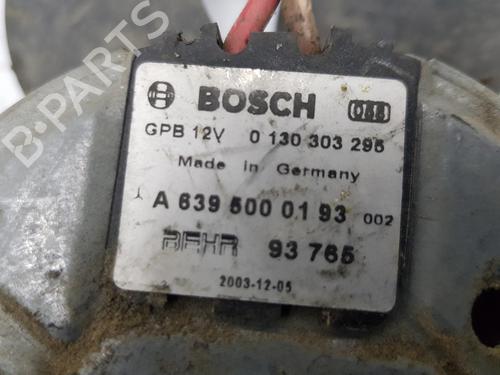 BOSCH
GPB 12V 0 130 303 295
Made in Germany
A 639 500 01 93 002
BEHR 93 765
2003-12-05
B-PARTS